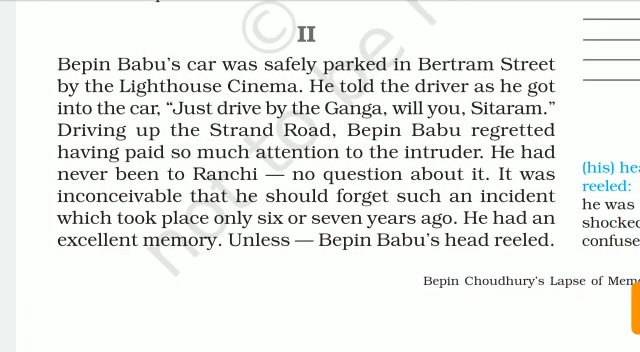 II
Bepin Babu's car was safely parked in Bertram Street
by the Lighthouse Cinema. He told the driver as he got
into the car, “Just drive by the Ganga, will you, Sitaram.”
Driving up the Strand Road, Bepin Babu regretted
having paid so much attention to the intruder. He had
never been to Ranchi — no question about it. It was
inconceivable that he should forget such an incident
which took place only six or seven years ago. He had an
excellent memory. Unless — Bepin Babu's head reeled.
(his)
reeled:
he was
Bepin Choudhury's Lapse of
©
not to be